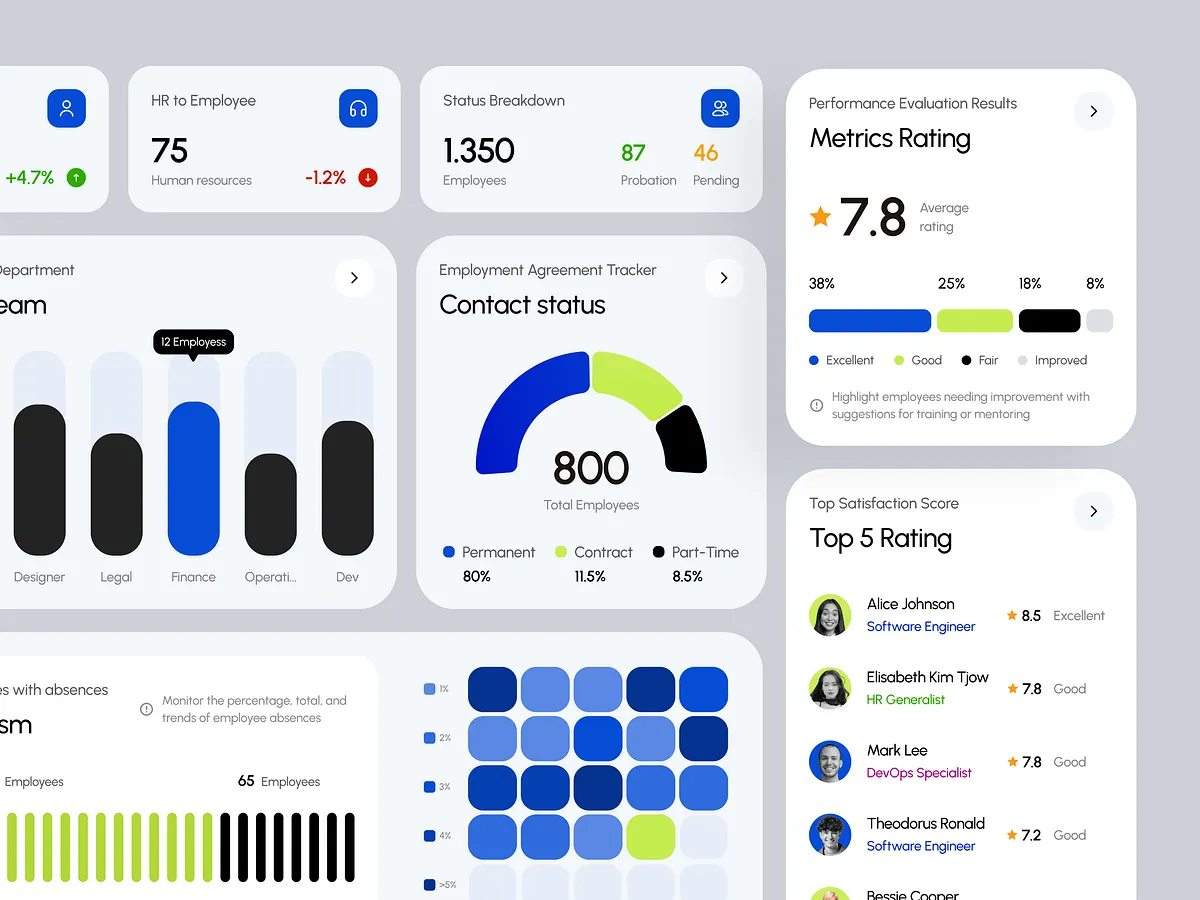 +4.7%
HR to Employee
75
Human resources
-1.2%
Status Breakdown
1.350
Employees
87
Probation
46
Pending
Performance Evaluation Results
Metrics Rating
7.8
Average
rating
38%
25%
18%
8%
Excellent
Good
Fair
Improved
Highlight employees needing improvement with
suggestions for training or mentoring
Department
eam
12 Employess
Designer
Legal
Finance
Operati...
Dev
Employment Agreement Tracker
Contact status
800
Total Employees
Permanent
80%
Contract
11.5%
Part-Time
8.5%
Top Satisfaction Score
Top 5 Rating
Alice Johnson
Software Engineer
8.5 Excellent
Elisabeth Kim Tjow
HR Generalist
7.8 Good
Mark Lee
DevOps Specialist
7.8 Good
Theodorus Ronald
Software Engineer
7.2 Good
Bessie Cooper
es with absences
sm
Monitor the percentage, total, and
trends of employee absences
Employees
65 Employees
1%
2%
3%
4%
>5%